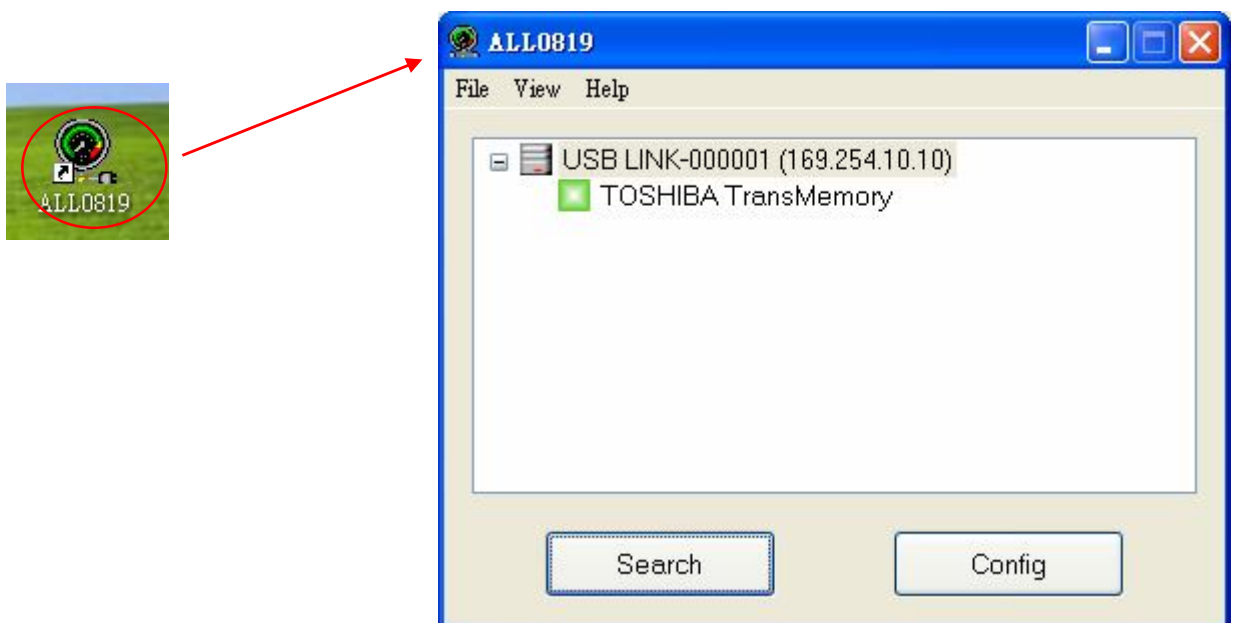 ALL0819
ALL0819
File View Help
USB LINK-000001 (169.254.10.10)
TOSHIBA TransMemory
Search Config